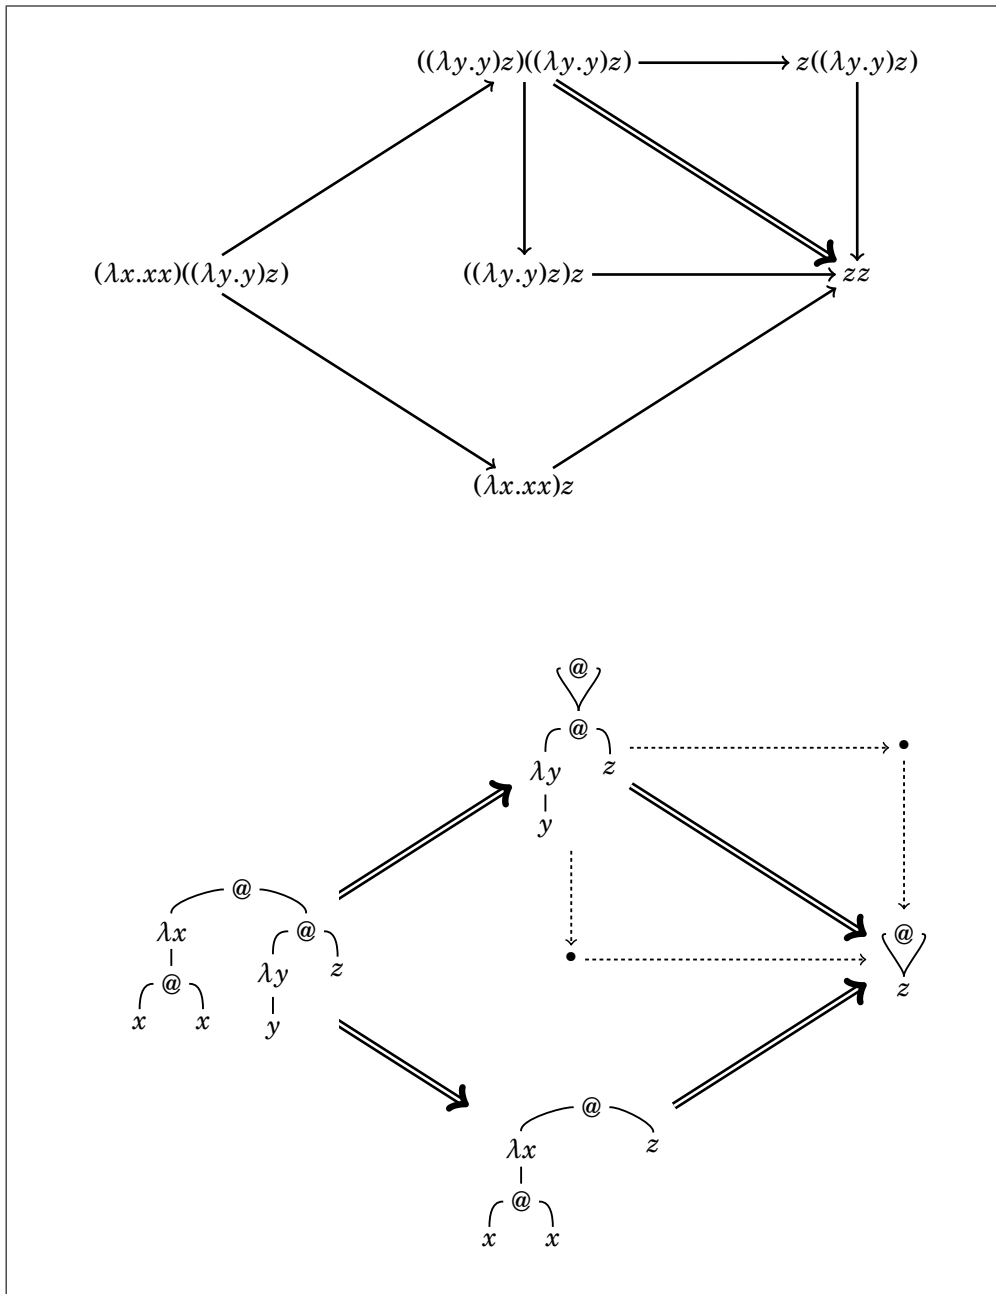 ((λy.y)z)((λy.y)z) z((λy.y)z)
(λx.xx)((λy.y)z) ((λy.y)z)z zz
(λx.xx)z
@
@
λy z
y
@
λx @ @
λy z
@ z
x x y
@
λx z
@
x x